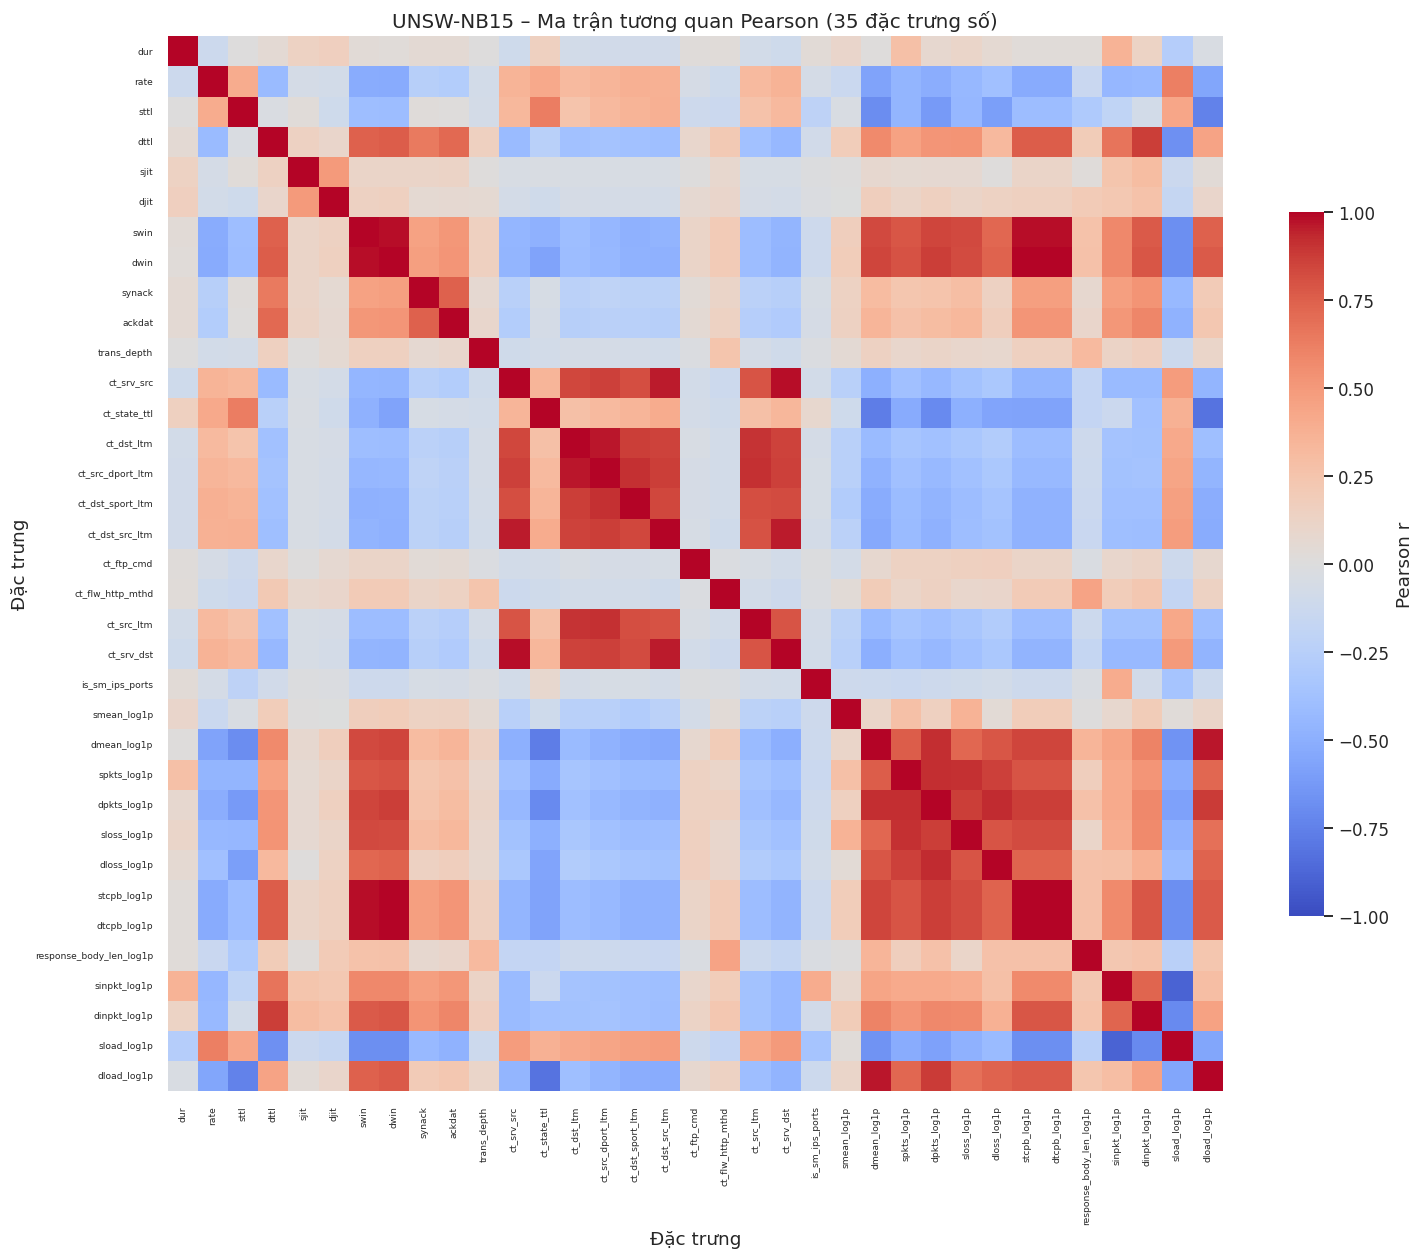 UNSW-NB15 – Ma trận tương quan Pearson (35 đặc trưng số)
Đặc trưng
dur
rate
sttl
dttl
sjit
djit
swin
dwin
synack
ackdat
trans_depth
ct_srv_src
ct_state_ttl
ct_dst_ltm
ct_src_dport_ltm
ct_dst_sport_ltm
ct_dst_src_ltm
ct_ftp_cmd
ct_flw_http_mthd
ct_src_ltm
ct_srv_dst
is_sm_ips_ports
smean_log1p
dmean_log1p
spkts_log1p
dpkts_log1p
sloss_log1p
dloss_log1p
stcpb_log1p
dtcpb_log1p
response_body_len_log1p
sinpkt_log1p
dinpkt_log1p
sload_log1p
dload_log1p
dur
rate
sttl
dttl
sjit
djit
swin
dwin
synack
ackdat
trans_depth
ct_srv_src
ct_state_ttl
ct_dst_ltm
ct_src_dport_ltm
ct_dst_sport_ltm
ct_dst_src_ltm
ct_ftp_cmd
ct_flw_http_mthd
ct_src_ltm
ct_srv_dst
is_sm_ips_ports
smean_log1p
dmean_log1p
spkts_log1p
dpkts_log1p
sloss_log1p
dloss_log1p
stcpb_log1p
dtcpb_log1p
response_body_len_log1p
sinpkt_log1p
dinpkt_log1p
sload_log1p
dload_log1p
Đặc trưng
1.00
0.75
0.50
0.25
0.00
−0.25
−0.50
−0.75
−1.00
Pearson r